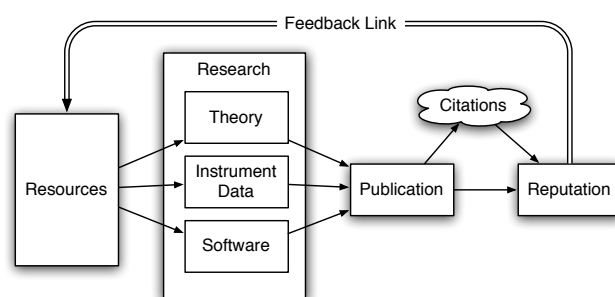 Feedback Link
Research
Theory
Citations
Resources
Instrument
Data
Publication
Reputation
Software